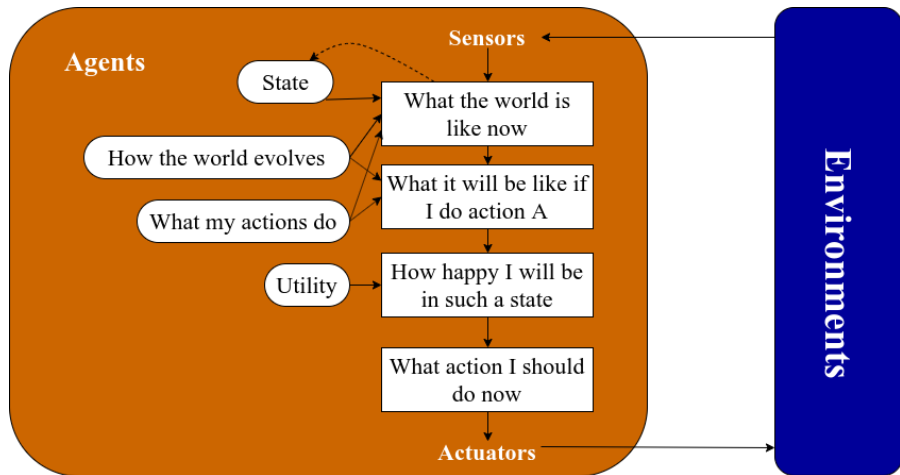 Agents
Sensors
State
What the world is
like now
How the world evolves
What it will be like if
I do action A
What my actions do
Utility
How happy I will be
in such a state
What action I should
do now
Actuators
Environments